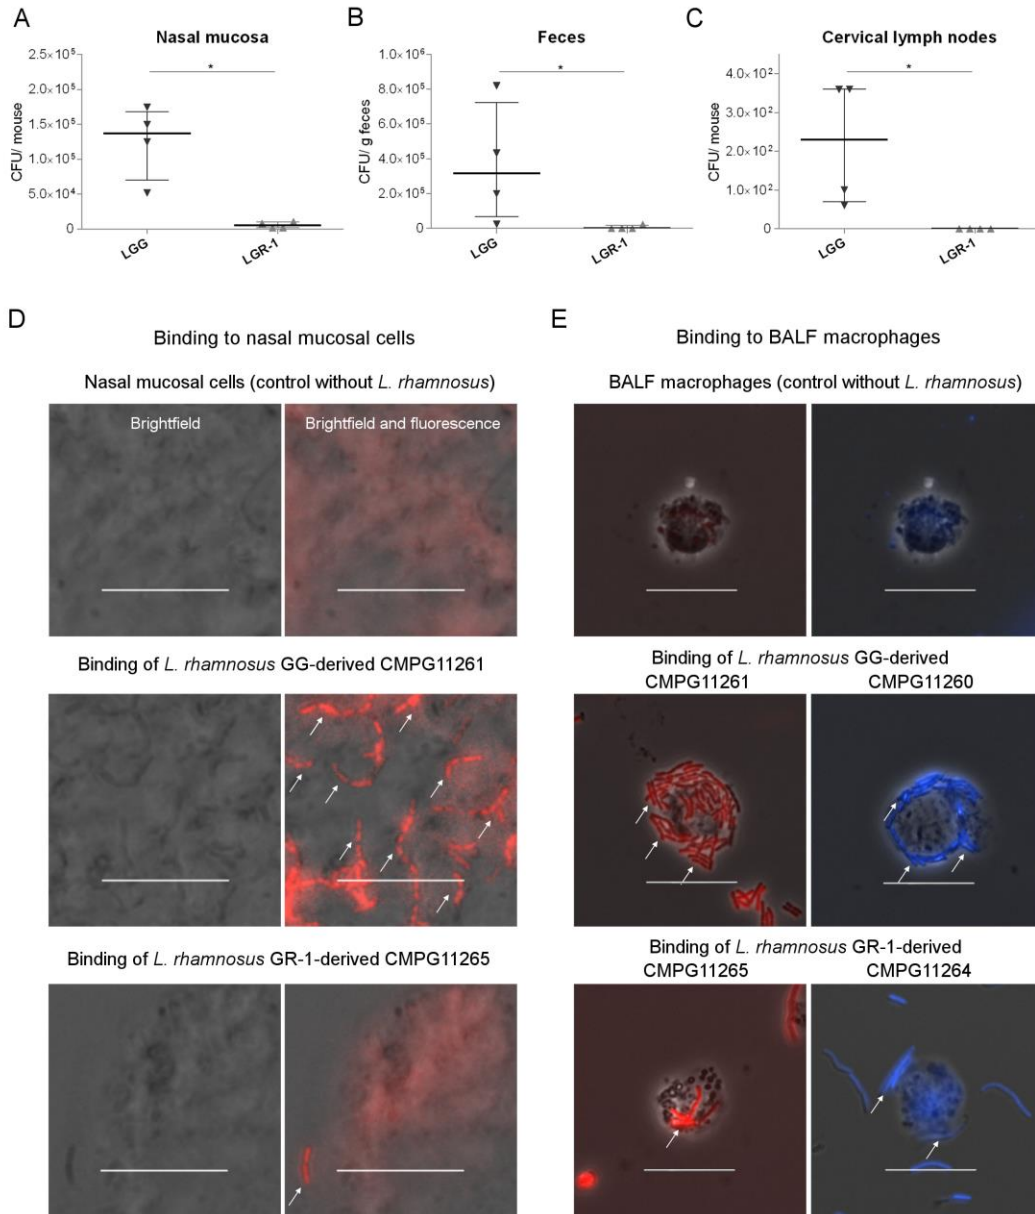 A
Nasal mucosa
2.5×10⁵
2.0×10⁵
1.5×10⁵
1.0×10⁵
5.0×10⁴
0
CFU/ mouse
*
LGG
LGR-1
B
Feces
1.0×10⁶
8.0×10⁵
6.0×10⁵
4.0×10⁵
2.0×10⁵
0
CFU/ g feces
*
LGG
LGR-1
C
Cervical lymph nodes
4.0×10²
3.0×10²
2.0×10²
1.0×10²
0
CFU/ mouse
*
LGG
LGR-1
D
Binding to nasal mucosal cells
Nasal mucosal cells (control without L. rhamnosus)
Brightfield
Brightfield and fluorescence
Binding of L. rhamnosus GG-derived CMPG11261
Binding of L. rhamnosus GR-1-derived CMPG11265
E
Binding to BALF macrophages
BALF macrophages (control without L. rhamnosus)
Binding of L. rhamnosus GG-derived
CMPG11261
CMPG11260
Binding of L. rhamnosus GR-1-derived
CMPG11265
CMPG11264